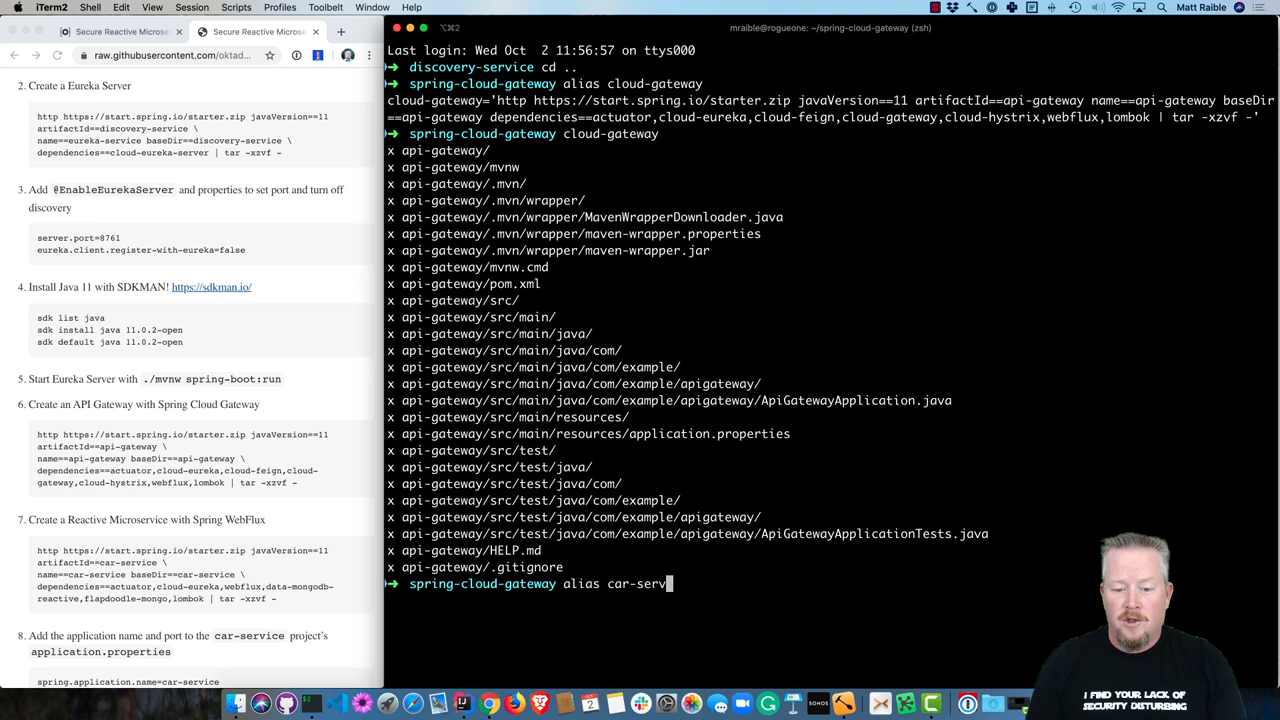 iTerm2 Shell Edit View Session Scripts Profiles Toolbelt Window Help
Matt Raible
Secure Reactive Micros
Secure Reactive Micros
raw.githubusercontent.com/oktad...
2. Create a Eureka Server
http https://start.spring.io/starter.zip javaVersion==11
artifactId==discovery-service \
name==eureka-service baseDir==discovery-service \
dependencies==cloud-eureka-server | tar -xzvf -
3. Add @EnableEurekaServer and properties to set port and turn off
discovery
server.port=8761
eureka.client.register-with-eureka=false
4. Install Java 11 with SDKMAN! https://sdkman.io/
sdk list java
sdk install java 11.0.2-open
sdk default java 11.0.2-open
5. Start Eureka Server with ./mvnw spring-boot:run
6. Create an API Gateway with Spring Cloud Gateway
http https://start.spring.io/starter.zip javaVersion==11
artifactId==api-gateway \
name==api-gateway baseDir==api-gateway \
dependencies==actuator,cloud-eureka,cloud-feign,cloud-
gateway,cloud-hystrix,webflux,lombok | tar -xzvf -
7. Create a Reactive Microservice with Spring WebFlux
http https://start.spring.io/starter.zip javaVersion==11
artifactId==car-service \
name==car-service baseDir==car-service \
dependencies==actuator,cloud-eureka,webflux,data-mongodb-
reactive,flapdoodle-mongo,lombok | tar -xzvf -
8. Add the application name and port to the car-service project's
application.properties
spring.application.name=car-service
⌥⌘2
mraible@rogueone: ~/spring-cloud-gateway (zsh)
Last login: Wed Oct  2 11:56:57 on ttys000
➜ discovery-service cd ..
➜ spring-cloud-gateway alias cloud-gateway
cloud-gateway='http https://start.spring.io/starter.zip javaVersion==11 artifactId==api-gateway name==api-gateway baseDir
==api-gateway dependencies==actuator,cloud-eureka,cloud-feign,cloud-gateway,cloud-hystrix,webflux,lombok | tar -xzvf -'
➜ spring-cloud-gateway cloud-gateway
x api-gateway/
x api-gateway/mvnw
x api-gateway/.mvn/
x api-gateway/.mvn/wrapper/
x api-gateway/.mvn/wrapper/MavenWrapperDownloader.java
x api-gateway/.mvn/wrapper/maven-wrapper.properties
x api-gateway/.mvn/wrapper/maven-wrapper.jar
x api-gateway/mvnw.cmd
x api-gateway/pom.xml
x api-gateway/src/
x api-gateway/src/main/
x api-gateway/src/main/java/
x api-gateway/src/main/java/com/
x api-gateway/src/main/java/com/example/
x api-gateway/src/main/java/com/example/apigateway/
x api-gateway/src/main/java/com/example/apigateway/ApiGatewayApplication.java
x api-gateway/src/main/resources/
x api-gateway/src/main/resources/application.properties
x api-gateway/src/test/
x api-gateway/src/test/java/
x api-gateway/src/test/java/com/
x api-gateway/src/test/java/com/example/
x api-gateway/src/test/java/com/example/apigateway/
x api-gateway/src/test/java/com/example/apigateway/ApiGatewayApplicationTests.java
x api-gateway/HELP.md
x api-gateway/.gitignore
➜ spring-cloud-gateway alias car-serv
I FIND YOUR LACK OF
SECURITY DISTURBING
SONOS